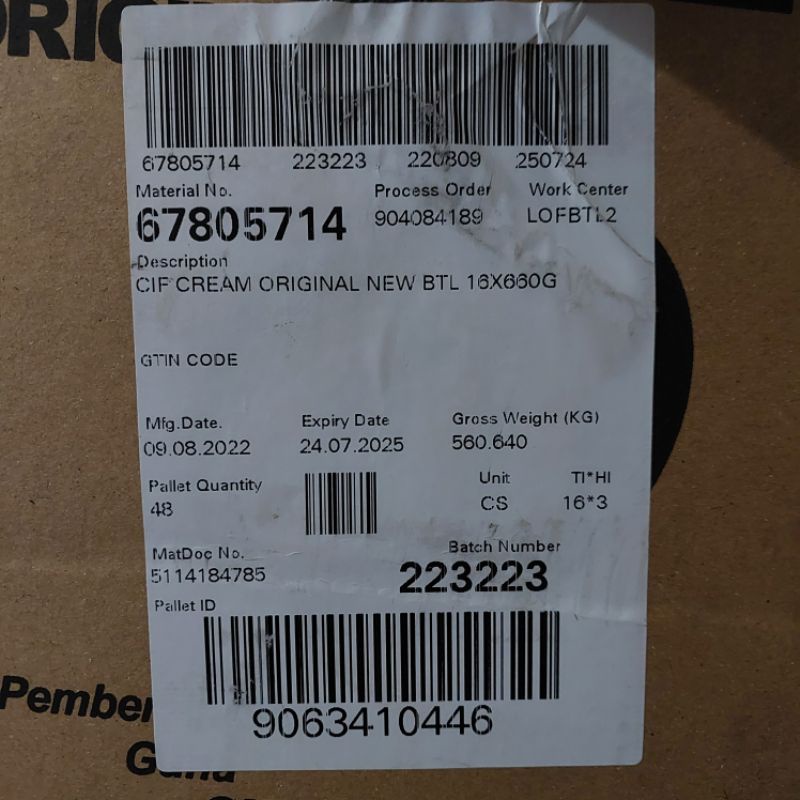 67805714 223223 220809 250724
Material No. Process Order Work Center
67805714 904084189 LOFBTL2
Description
CIF CREAM ORIGINAL NEW BTL 16X660G
GTIN CODE
Mfg.Date. Expiry Date Gross Weight (KG)
09.08.2022 24.07.2025 560.640
Pallet Quantity Unit TI*HI
48 CS 16*3
MatDoc No. Batch Number
5114184785 223223
Pallet ID
9063410446